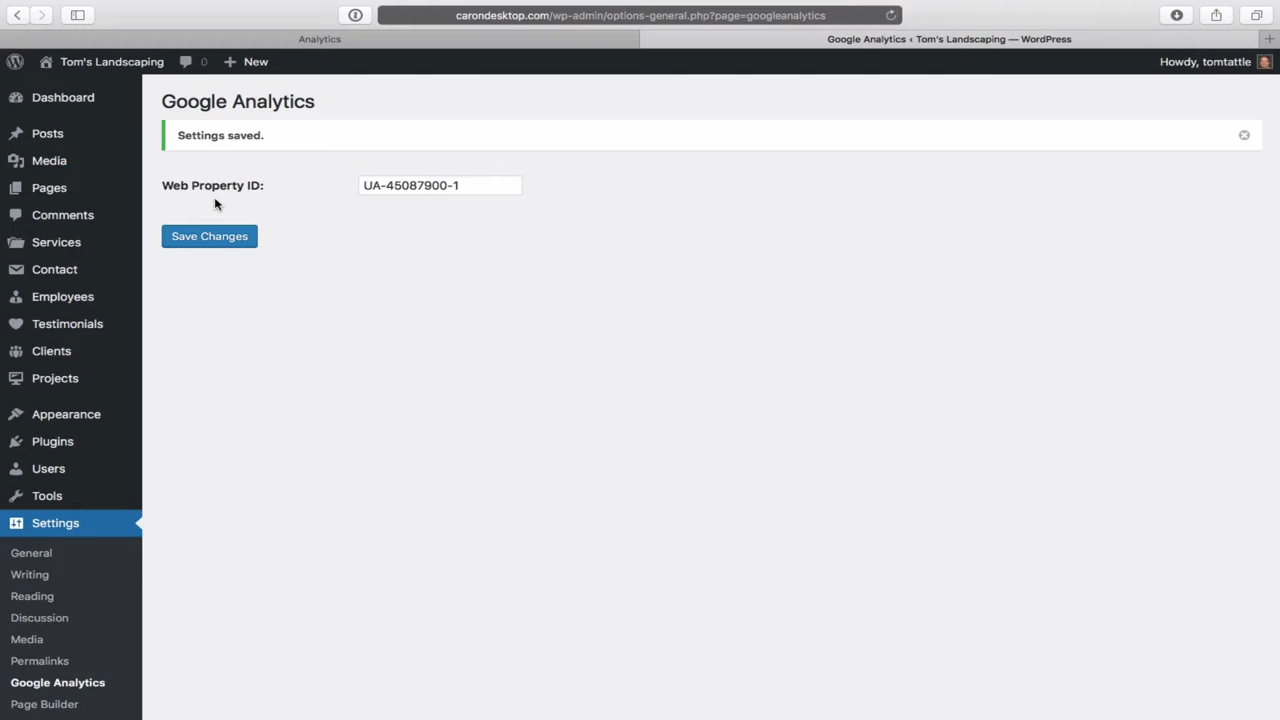 carondesktop.com/wp-admin/options-general.php?page=googleanalytics
Analytics
Google Analytics ‹ Tom's Landscaping — WordPress
Tom's Landscaping
0
New
Howdy, tomtattle
Dashboard
Posts
Media
Pages
Comments
Services
Contact
Employees
Testimonials
Clients
Projects
Appearance
Plugins
Users
Tools
Settings
General
Writing
Reading
Discussion
Media
Permalinks
Google Analytics
Page Builder
Google Analytics
Settings saved.
Web Property ID:
UA-45087900-1
Save Changes